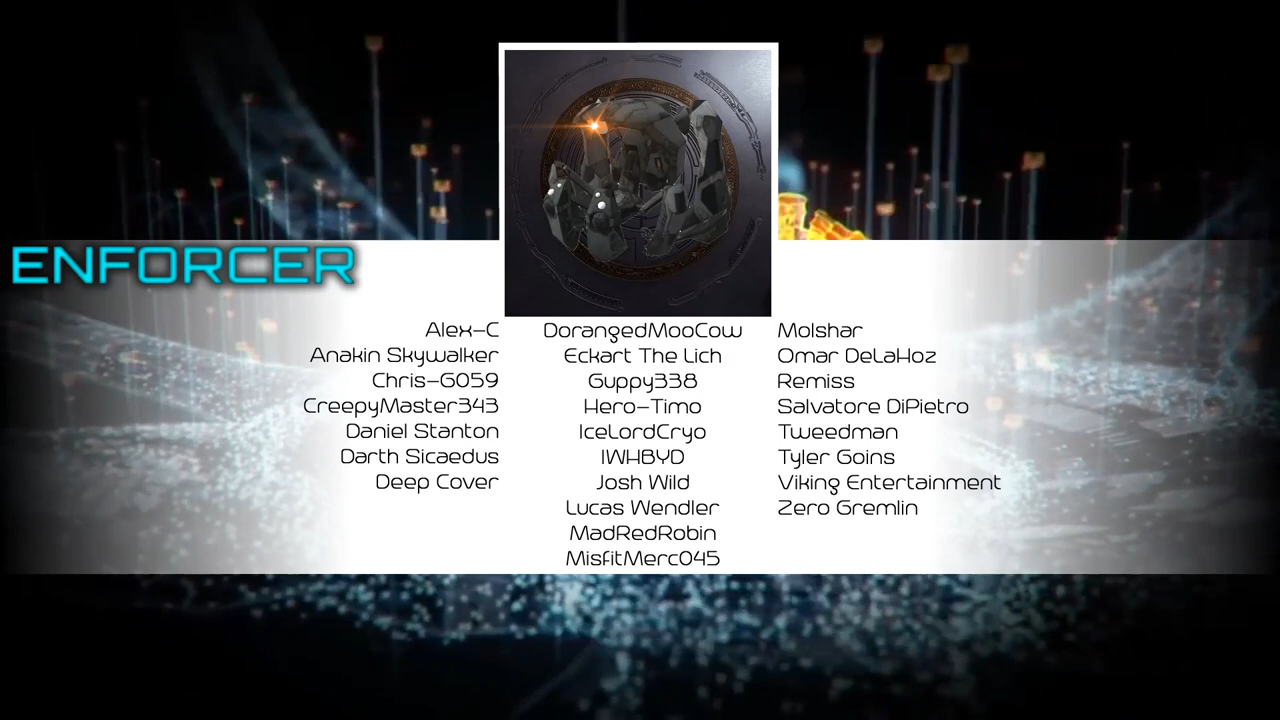 ENFORCER
Alex-C
Anakin Skywalker
Chris-G059
CreepyMaster343
Daniel Stanton
Darth Sicaedus
Deep Cover
DorangedMooCow
Eckart The Lich
Guppy338
Hero-Timo
IceLordCryo
IWHBYD
Josh Wild
Lucas Wendler
MadRedRobin
MisfitMerc045
Molshar
Omar DeLaHoz
Remiss
Salvatore DiPietro
Tweedman
Tyler Goins
Viking Entertainment
Zero Gremlin